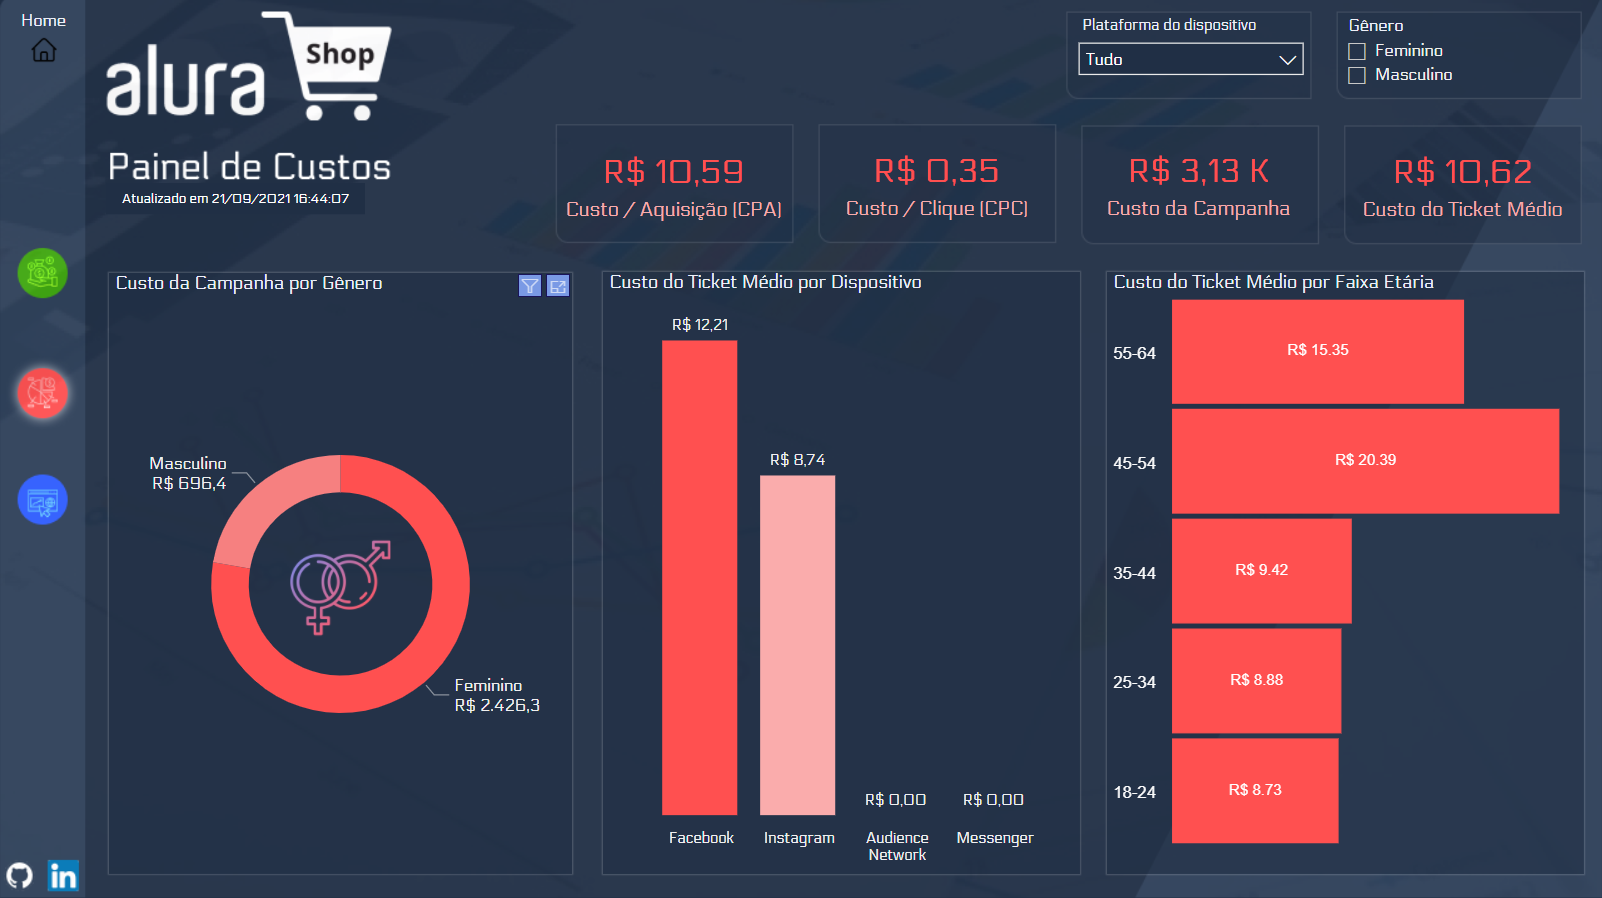 Home
alura
Shop
Painel de Custos
Atualizado em 21/09/2021 16:44:07
Plataforma do dispositivo
Tudo
Gênero
Feminino
Masculino
R$ 10,59
Custo / Aquisição (CPA)
R$ 0,35
Custo / Clique (CPC)
R$ 3,13 K
Custo da Campanha
R$ 10,62
Custo do Ticket Médio
Custo da Campanha por Gênero
Masculino
R$ 696,4
Feminino
R$ 2.426,3
Custo do Ticket Médio por Dispositivo
R$ 12,21
R$ 8,74
R$ 0,00
R$ 0,00
Facebook
Instagram
Audience
Network
Messenger
Custo do Ticket Médio por Faixa Etária
55-64
R$ 15.35
45-54
R$ 20.39
35-44
R$ 9.42
25-34
R$ 8.88
18-24
R$ 8.73
in